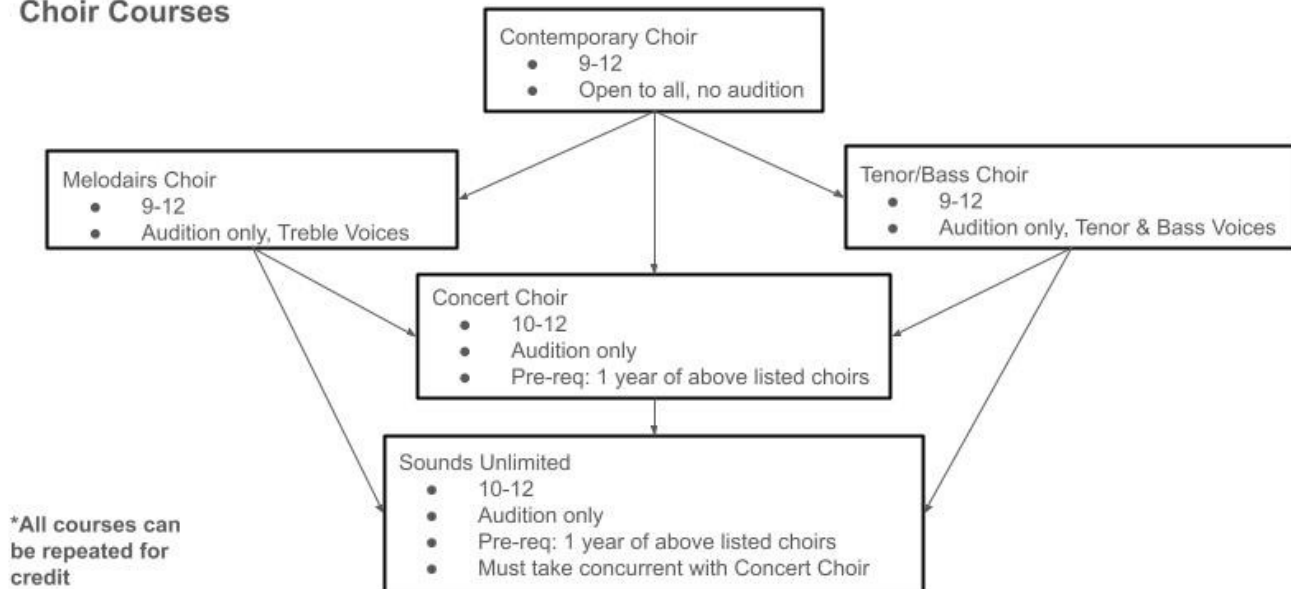 Choir Courses
Contemporary Choir
● 9-12
● Open to all, no audition
Melodairs Choir
● 9-12
● Audition only, Treble Voices
Tenor/Bass Choir
● 9-12
● Audition only, Tenor & Bass Voices
Concert Choir
● 10-12
● Audition only
● Pre-req: 1 year of above listed choirs
Sounds Unlimited
● 10-12
● Audition only
● Pre-req: 1 year of above listed choirs
● Must take concurrent with Concert Choir
*All courses can
be repeated for
credit